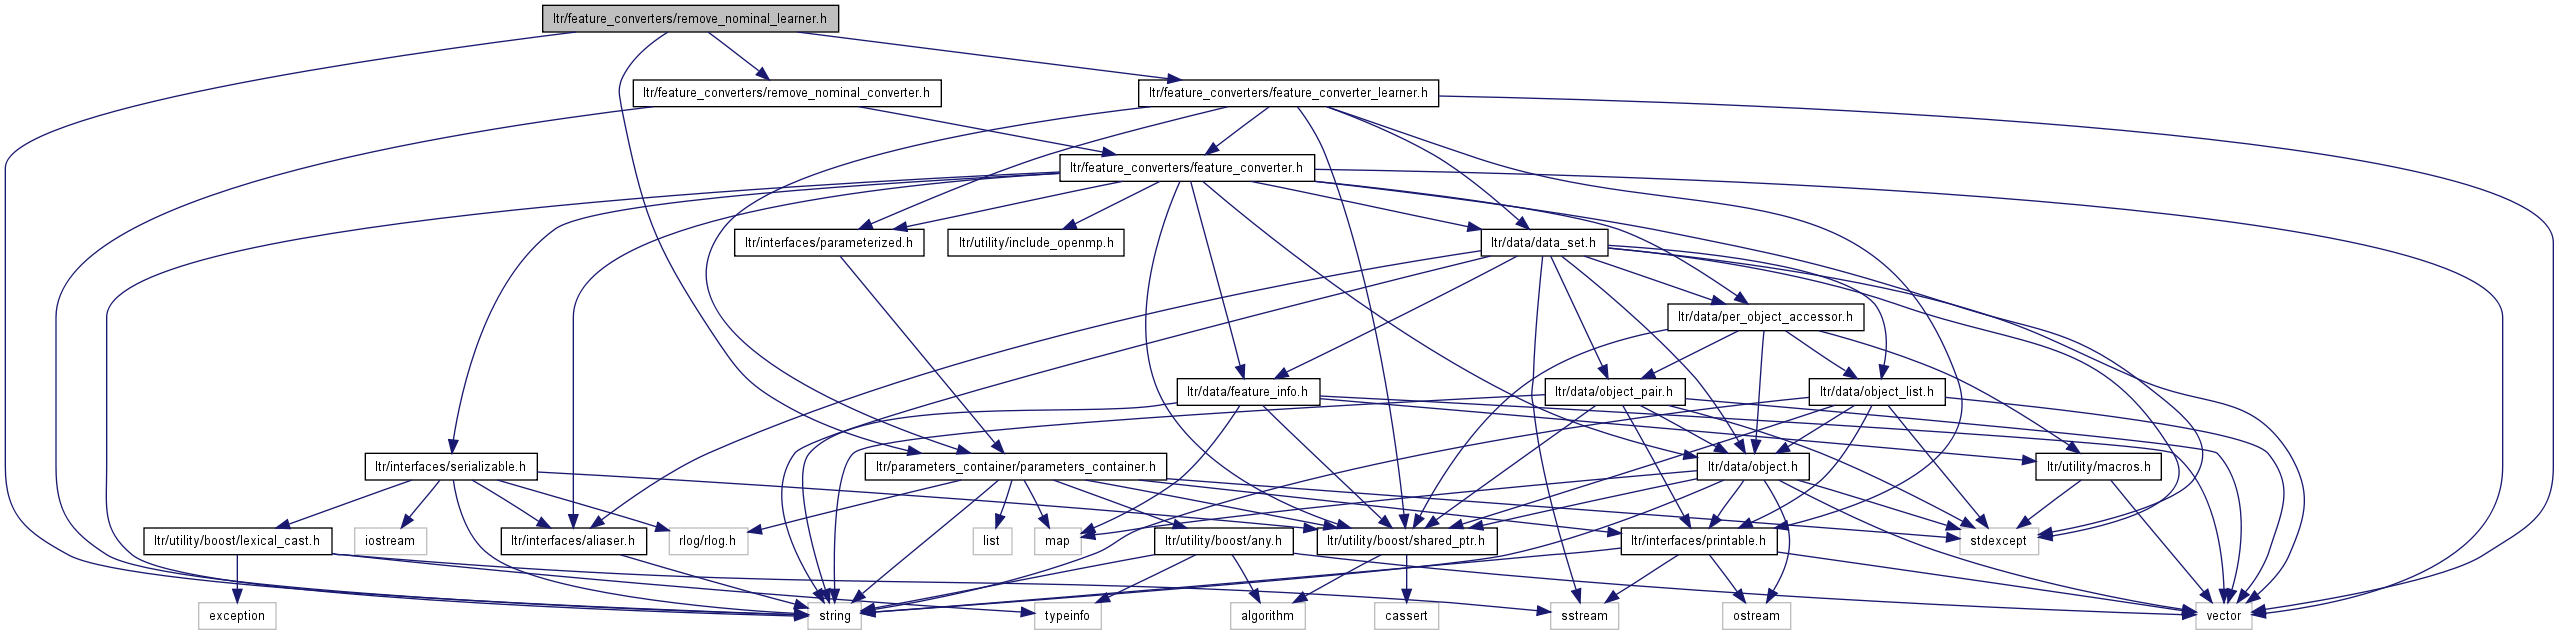 ltr/feature_converters/remove_nominal_learner.h
ltr/feature_converters/remove_nominal_converter.h
ltr/feature_converters/feature_converter_learner.h
ltr/feature_converters/feature_converter.h
ltr/interfaces/parameterized.h
ltr/utility/include_openmp.h
ltr/data/data_set.h
ltr/data/per_object_accessor.h
ltr/data/feature_info.h
ltr/data/object_pair.h
ltr/data/object_list.h
ltr/interfaces/serializable.h
ltr/parameters_container/parameters_container.h
ltr/data/object.h
ltr/utility/macros.h
ltr/utility/boost/lexical_cast.h
iostream
ltr/interfaces/aliaser.h
rlog/rlog.h
list
map
ltr/utility/boost/any.h
ltr/utility/boost/shared_ptr.h
ltr/interfaces/printable.h
stdexcept
exception
string
typeinfo
algorithm
cassert
sstream
ostream
vector